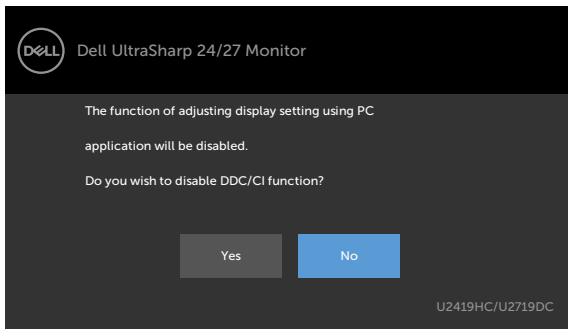 DELL
Dell UltraSharp 24/27 Monitor
The function of adjusting display setting using PC
application will be disabled.
Do you wish to disable DDC/CI function?
Yes No
U2419HC/U2719DC